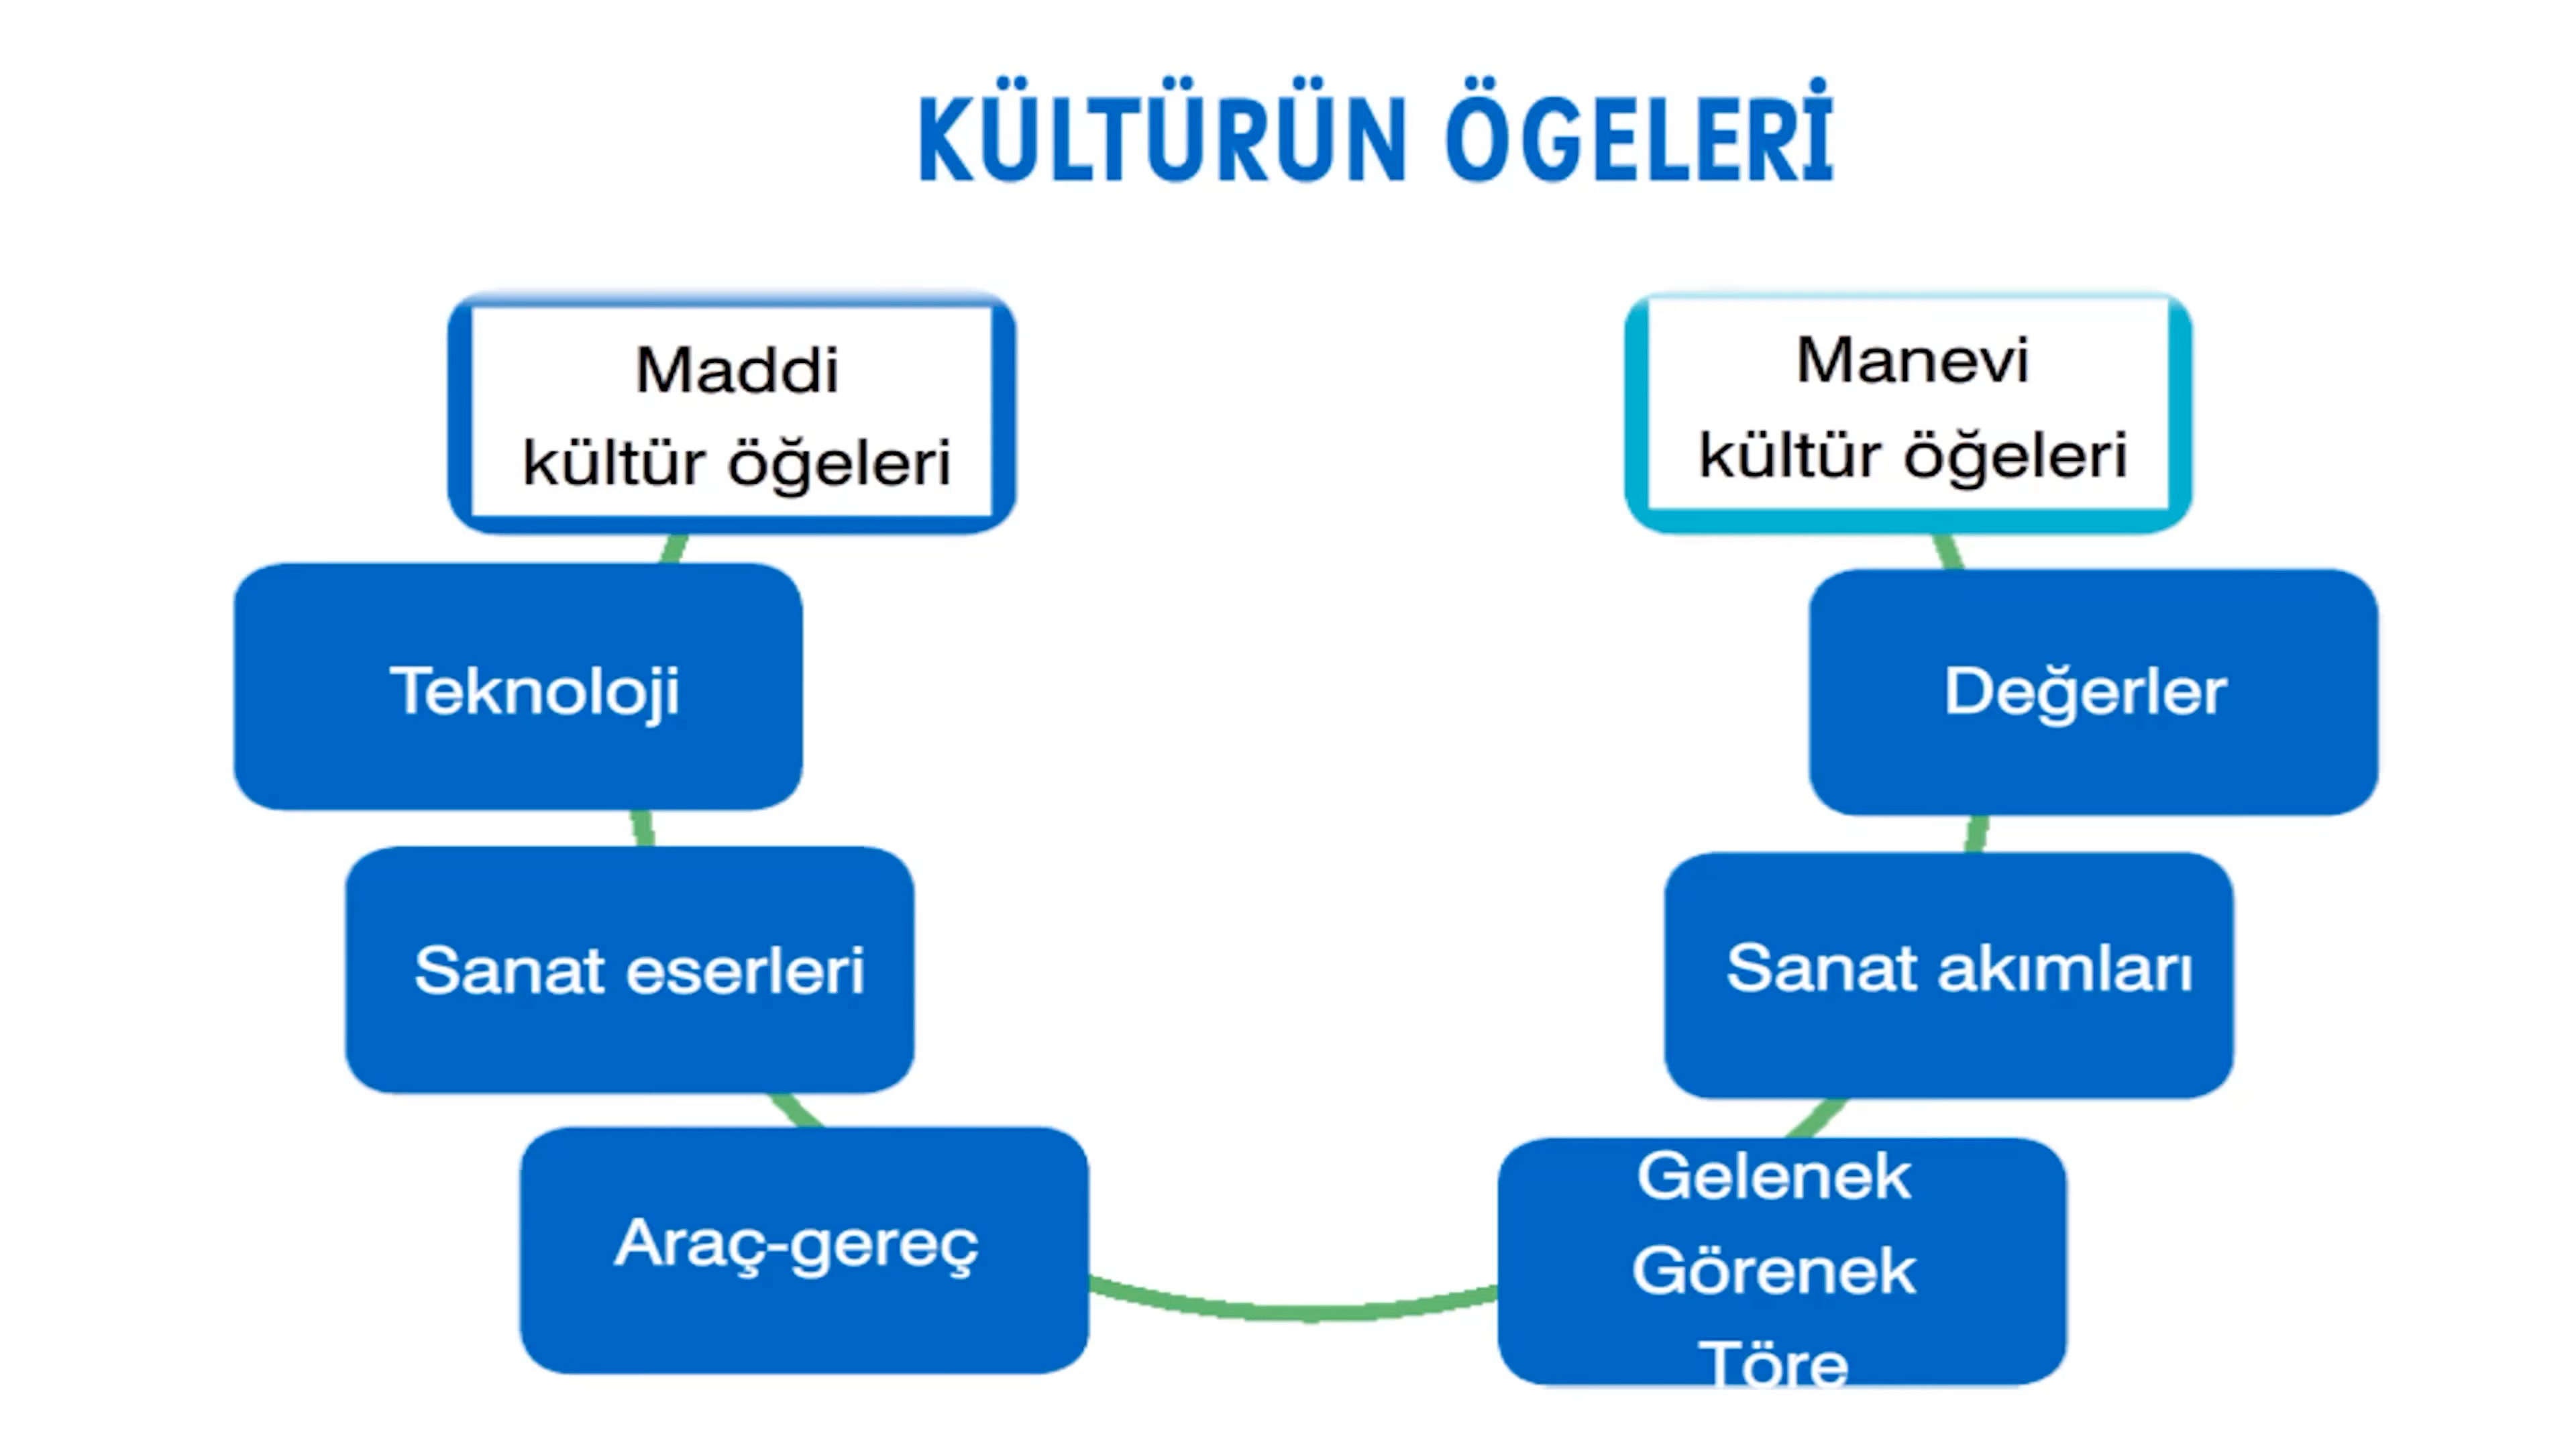 KÜLTÜRÜN ÖGELERİ
Maddi
kültür öğeleri
Teknoloji
Sanat eserleri
Araç-gereç
Manevi
kültür öğeleri
Değerler
Sanat akımları
Gelenek
Görenek
Töre